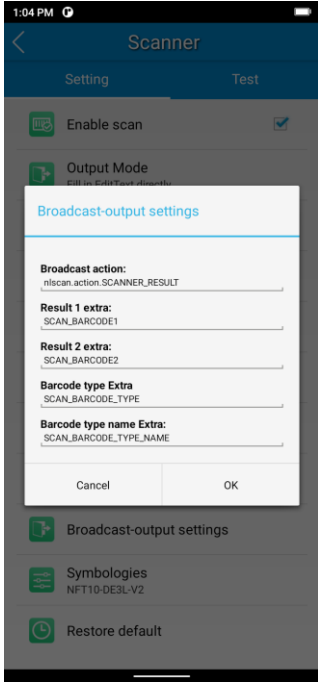 1:04 PM
Scanner
Setting
Test
Enable scan
Output Mode
Fill in EditText directly
Broadcast-output settings
Broadcast action:
nlscan.action.SCANNER_RESULT
Result 1 extra:
SCAN_BARCODE1
Result 2 extra:
SCAN_BARCODE2
Barcode type Extra
SCAN_BARCODE_TYPE
Barcode type name Extra:
SCAN_BARCODE_TYPE_NAME
Cancel
OK
Broadcast-output settings
Symbologies
NFT10-DE3L-V2
Restore default